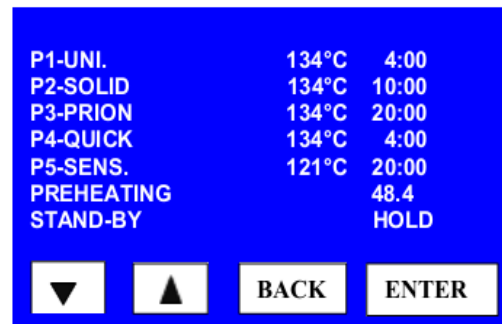 P1-UNI. 134°C 4:00
P2-SOLID 134°C 10:00
P3-PRION 134°C 20:00
P4-QUICK 134°C 4:00
P5-SENS. 121°C 20:00
PREHEATING 48.4
STAND-BY HOLD
▼ ▲ BACK ENTER